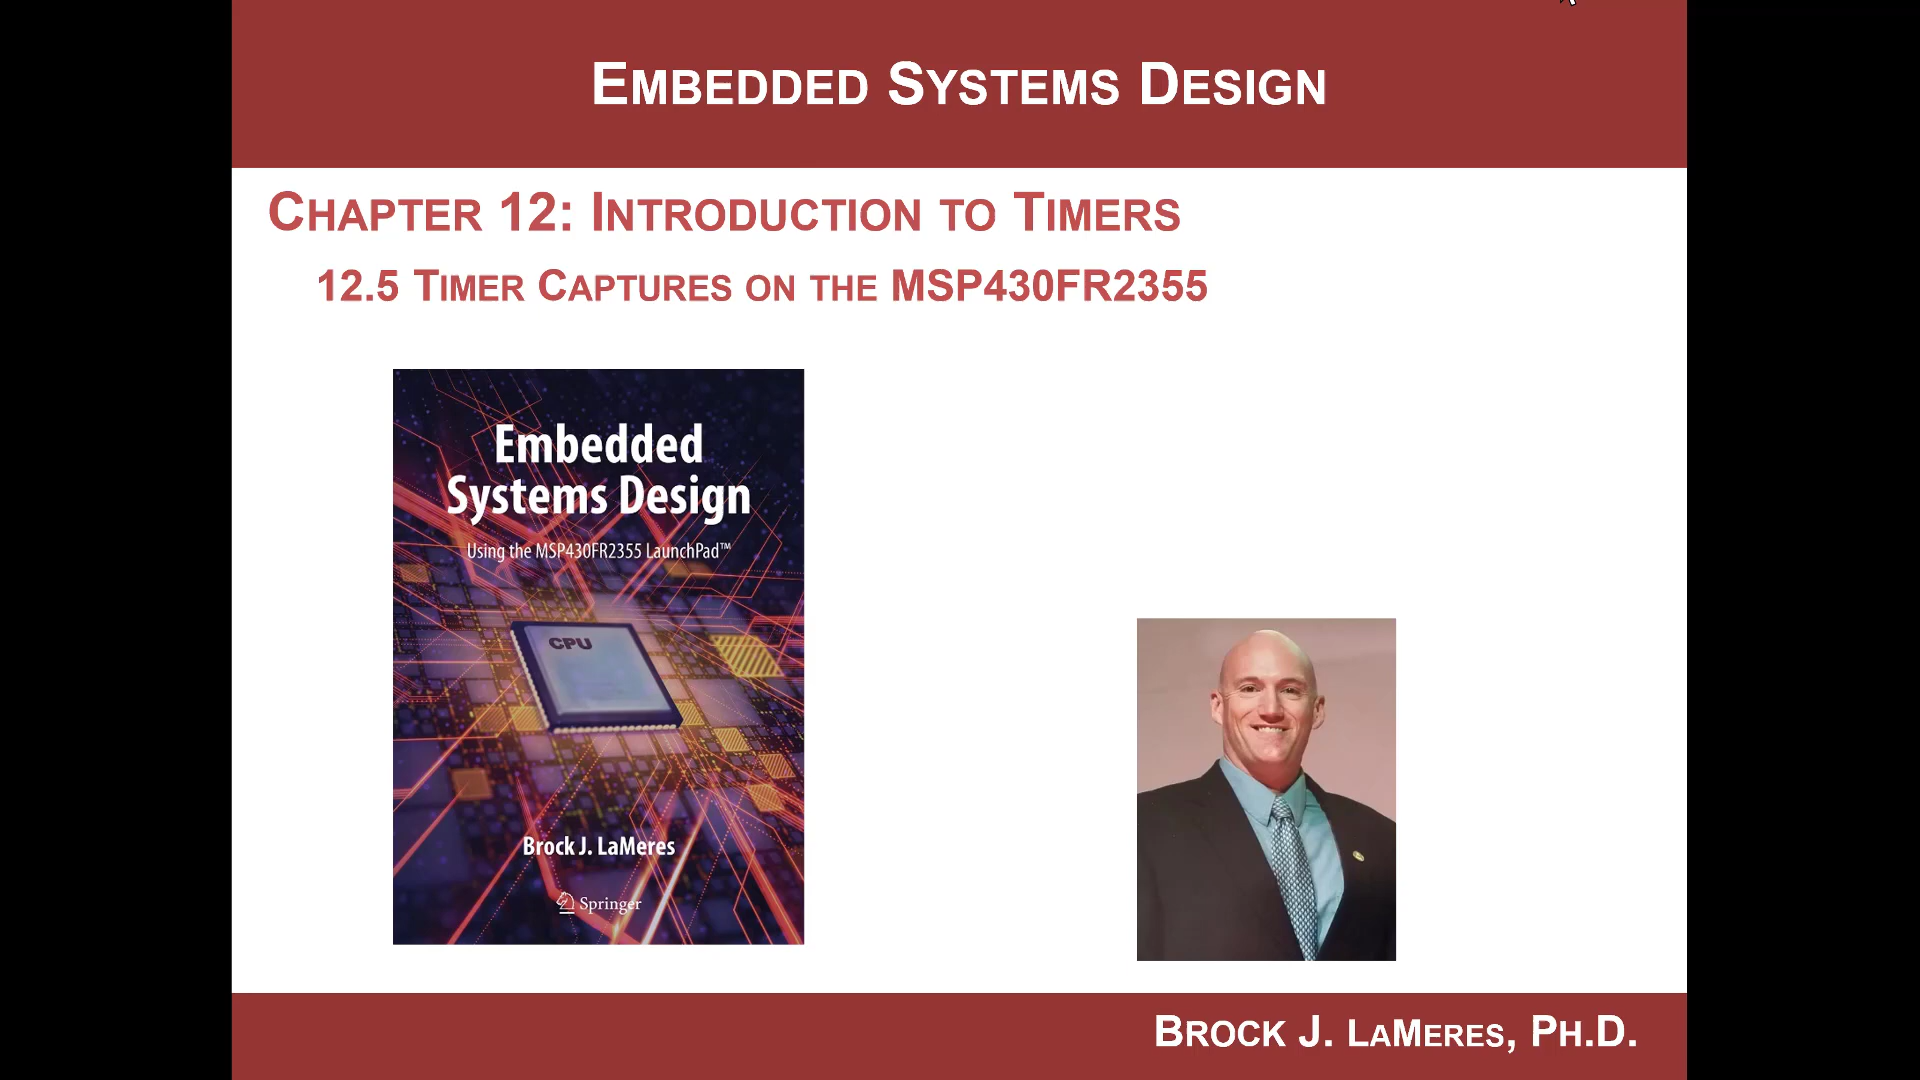 EMBEDDED SYSTEMS DESIGN
CHAPTER 12: INTRODUCTION TO TIMERS
12.5 TIMER CAPTURES ON THE MSP430FR2355
Embedded
Systems Design
Using the MSP430FR2355 LaunchPad™
CPU
Brock J. LaMeres
Springer
BROCK J. LAMERES, PH.D.